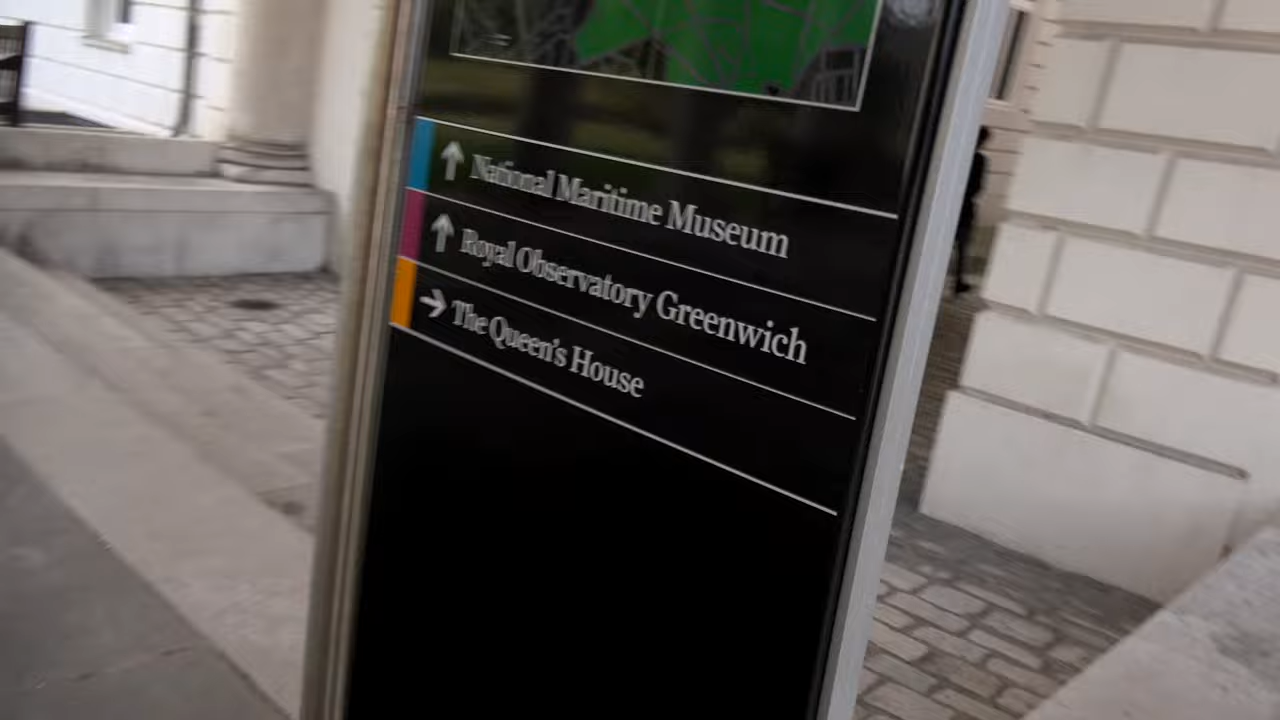 ↑ National Maritime Museum
↑ Royal Observatory Greenwich
→ The Queen's House